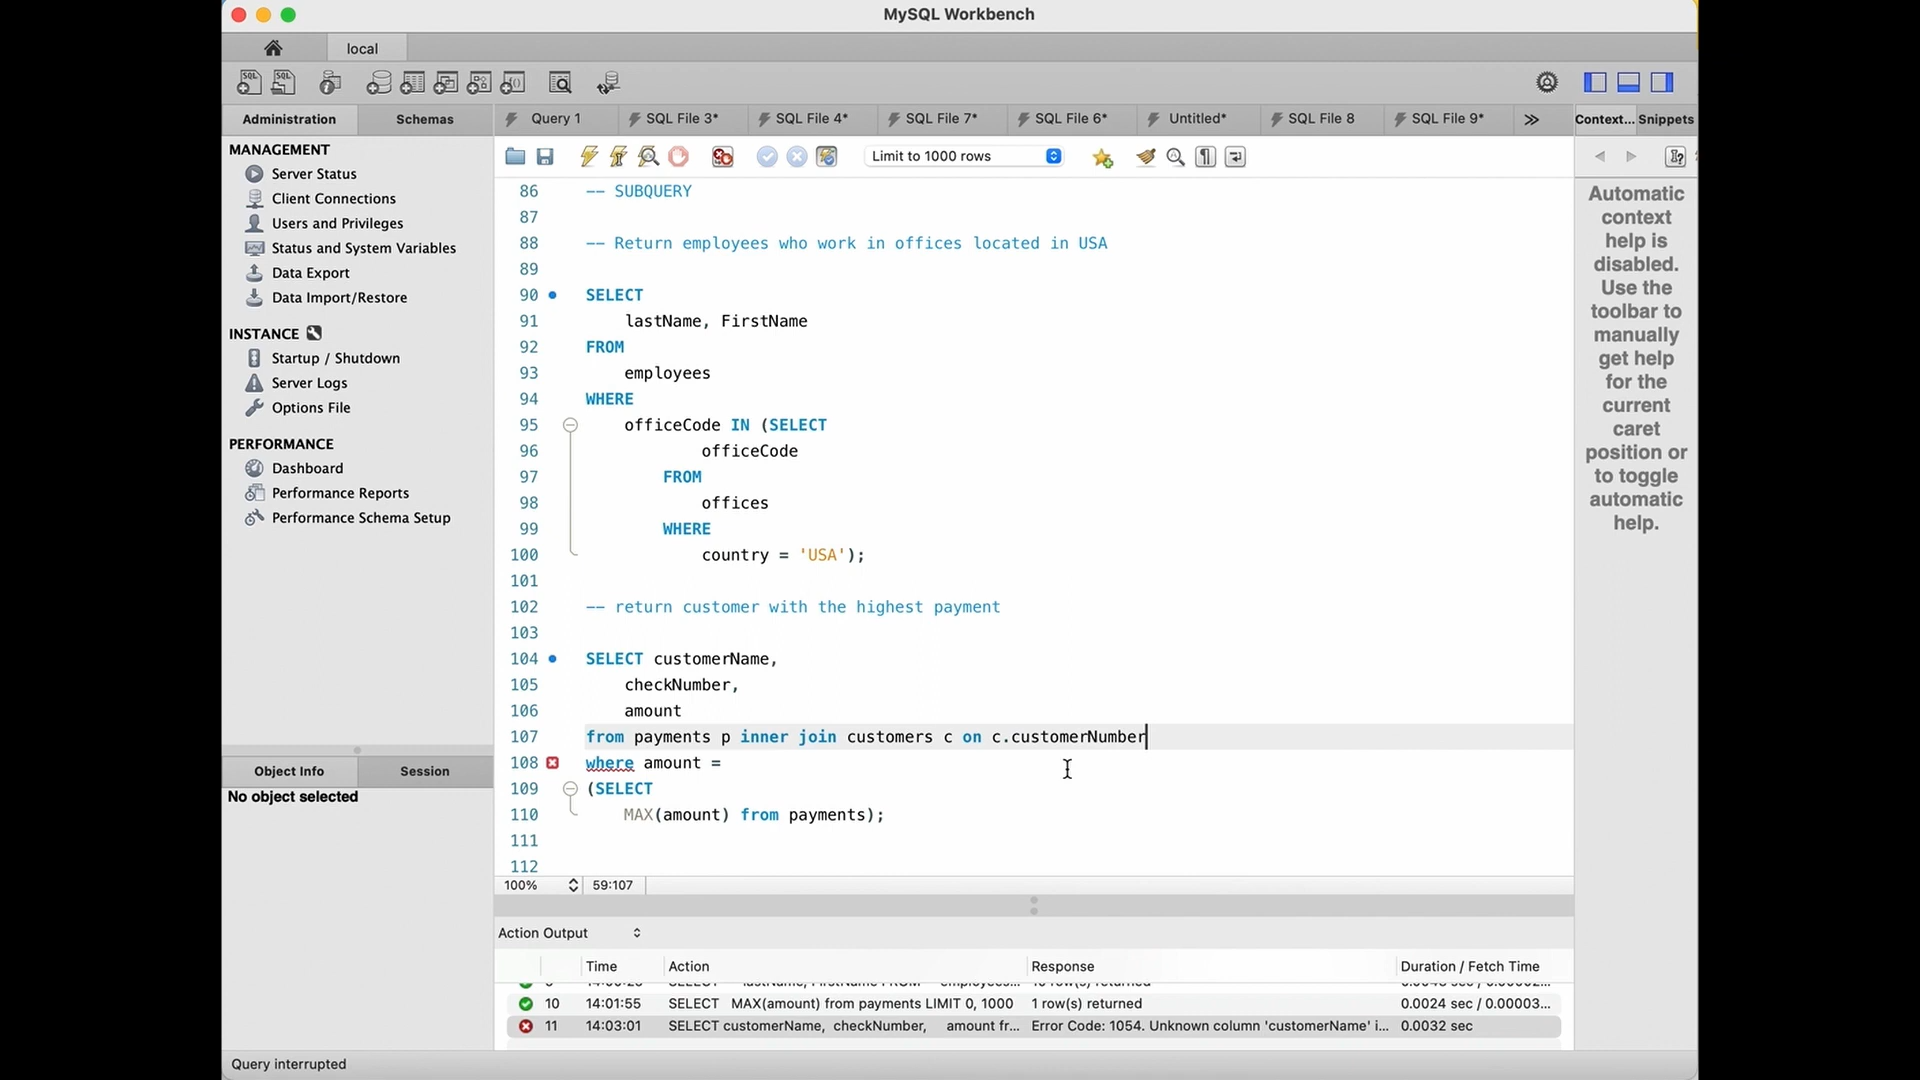 MySQL Workbench
local
Administration
Schemas
Query 1
SQL File 3*
SQL File 4*
SQL File 7*
SQL File 6*
Untitled*
SQL File 8
SQL File 9*
Context...
Snippets
MANAGEMENT
Server Status
Client Connections
Users and Privileges
Status and System Variables
Data Export
Data Import/Restore
INSTANCE
Startup / Shutdown
Server Logs
Options File
PERFORMANCE
Dashboard
Performance Reports
Performance Schema Setup
Object Info
Session
No object selected
Limit to 1000 rows
86 -- SUBQUERY
87
88 -- Return employees who work in offices located in USA
89
90 SELECT
91 lastName, FirstName
92 FROM
93 employees
94 WHERE
95 officeCode IN (SELECT
96 officeCode
97 FROM
98 offices
99 WHERE
100 country = 'USA');
101
102 -- return customer with the highest payment
103
104 SELECT customerName,
105 checkNumber,
106 amount
107 from payments p inner join customers c on c.customerNumber
108 where amount =
109 (SELECT
110 MAX(amount) from payments);
111
112
100%
59:107
Automatic
context
help is
disabled.
Use the
toolbar to
manually
get help
for the
current
caret
position or
to toggle
automatic
help.
Action Output
Time Action Response Duration / Fetch Time
10 14:01:55 SELECT MAX(amount) from payments LIMIT 0, 1000 1 row(s) returned 0.0024 sec / 0.00003...
11 14:03:01 SELECT customerName, checkNumber, amount fr... Error Code: 1054. Unknown column 'customerName' i... 0.0032 sec
Query interrupted